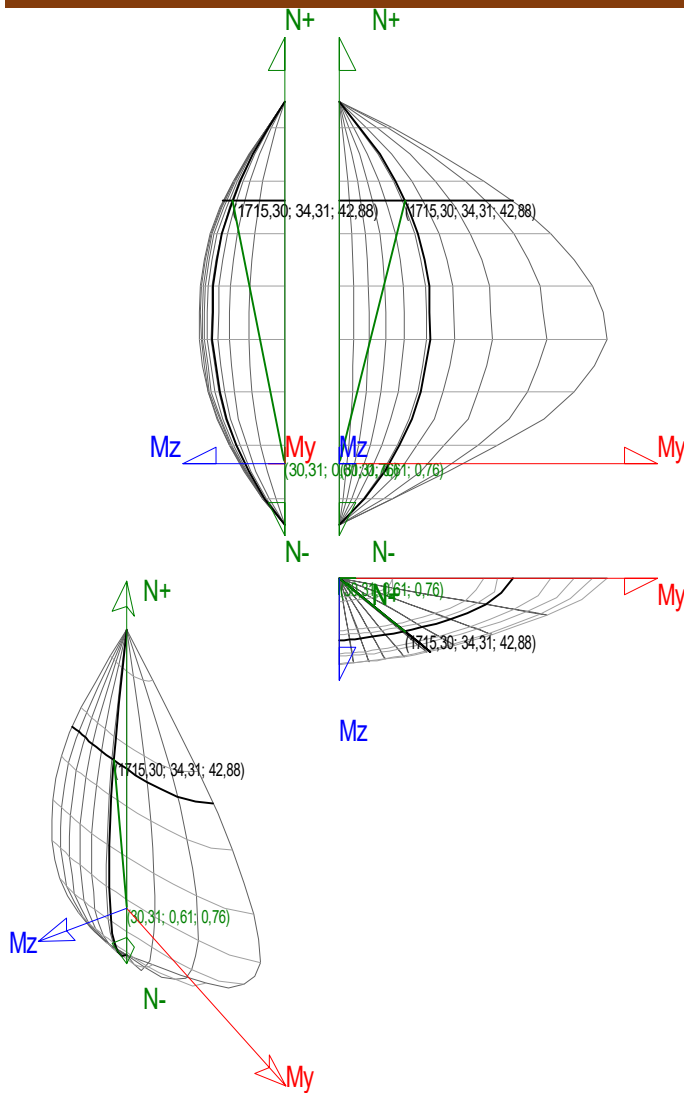 N+
N+
(1715,30; 34,31; 42,88)
(1715,30; 34,31; 42,88)
Mz
My
Mz
My
(30,31; 0,61; 0,76)
N-
N-
N+
My
(1715,30; 34,31; 42,88)
Mz
N+
(1715,30; 34,31; 42,88)
(30,31; 0,61; 0,76)
Mz
N-
My